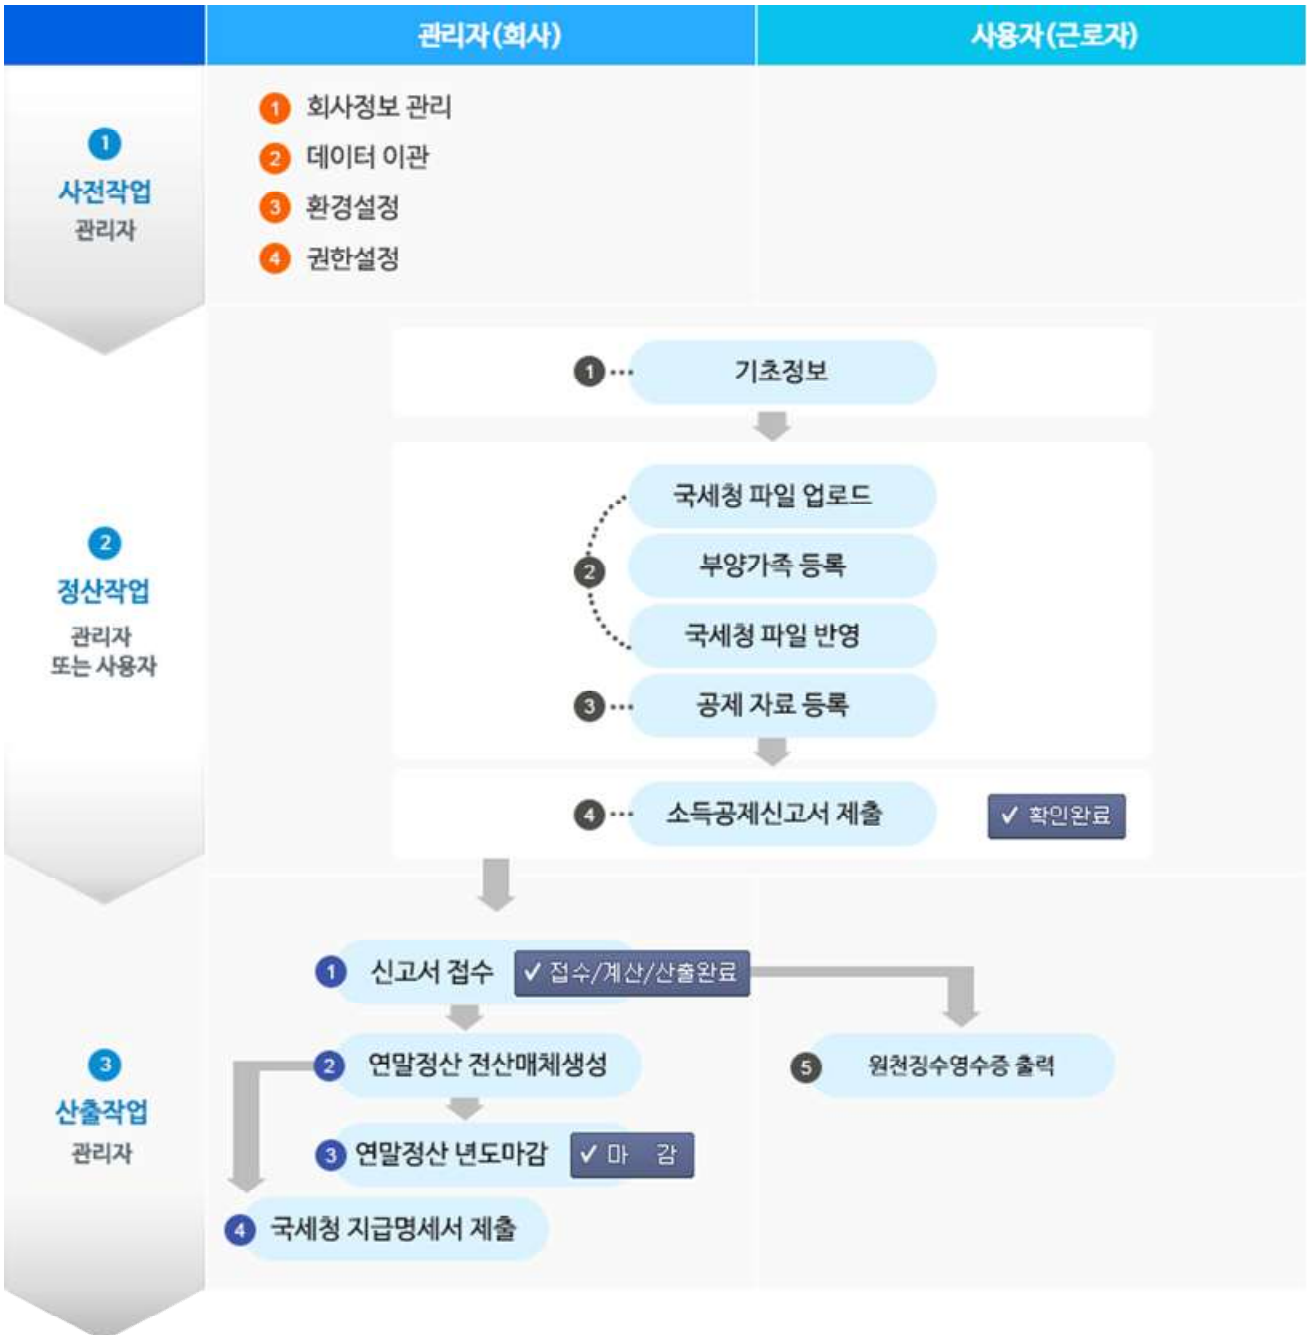 관리자(회사)
사용자(근로자)
1
사전작업
관리자
1 회사정보 관리
2 데이터 이관
3 환경설정
4 권한설정
2
정산작업
관리자
또는 사용자
1 기초정보
국세청 파일 업로드
2 부양가족 등록
국세청 파일 반영
3 공제 자료 등록
4 소득공제신고서 제출
✓ 확인완료
3
산출작업
관리자
1 신고서 접수
✓ 접수/계산/산출완료
2 연말정산 전산매체생성
5 원천징수영수증 출력
3 연말정산 년도마감
✓ 마 감
4 국세청 지급명세서 제출